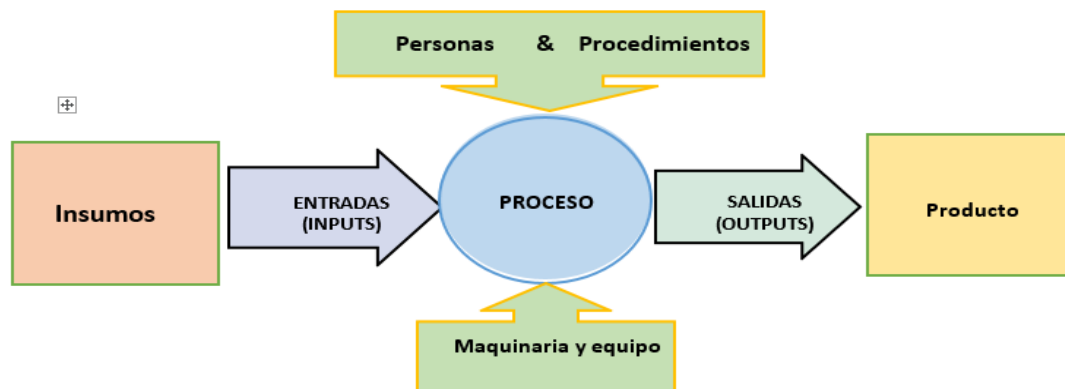 Personas & Procedimientos
Insumos
ENTRADAS
(INPUTS)
PROCESO
SALIDAS
(OUTPUTS)
Producto
Maquinaria y equipo